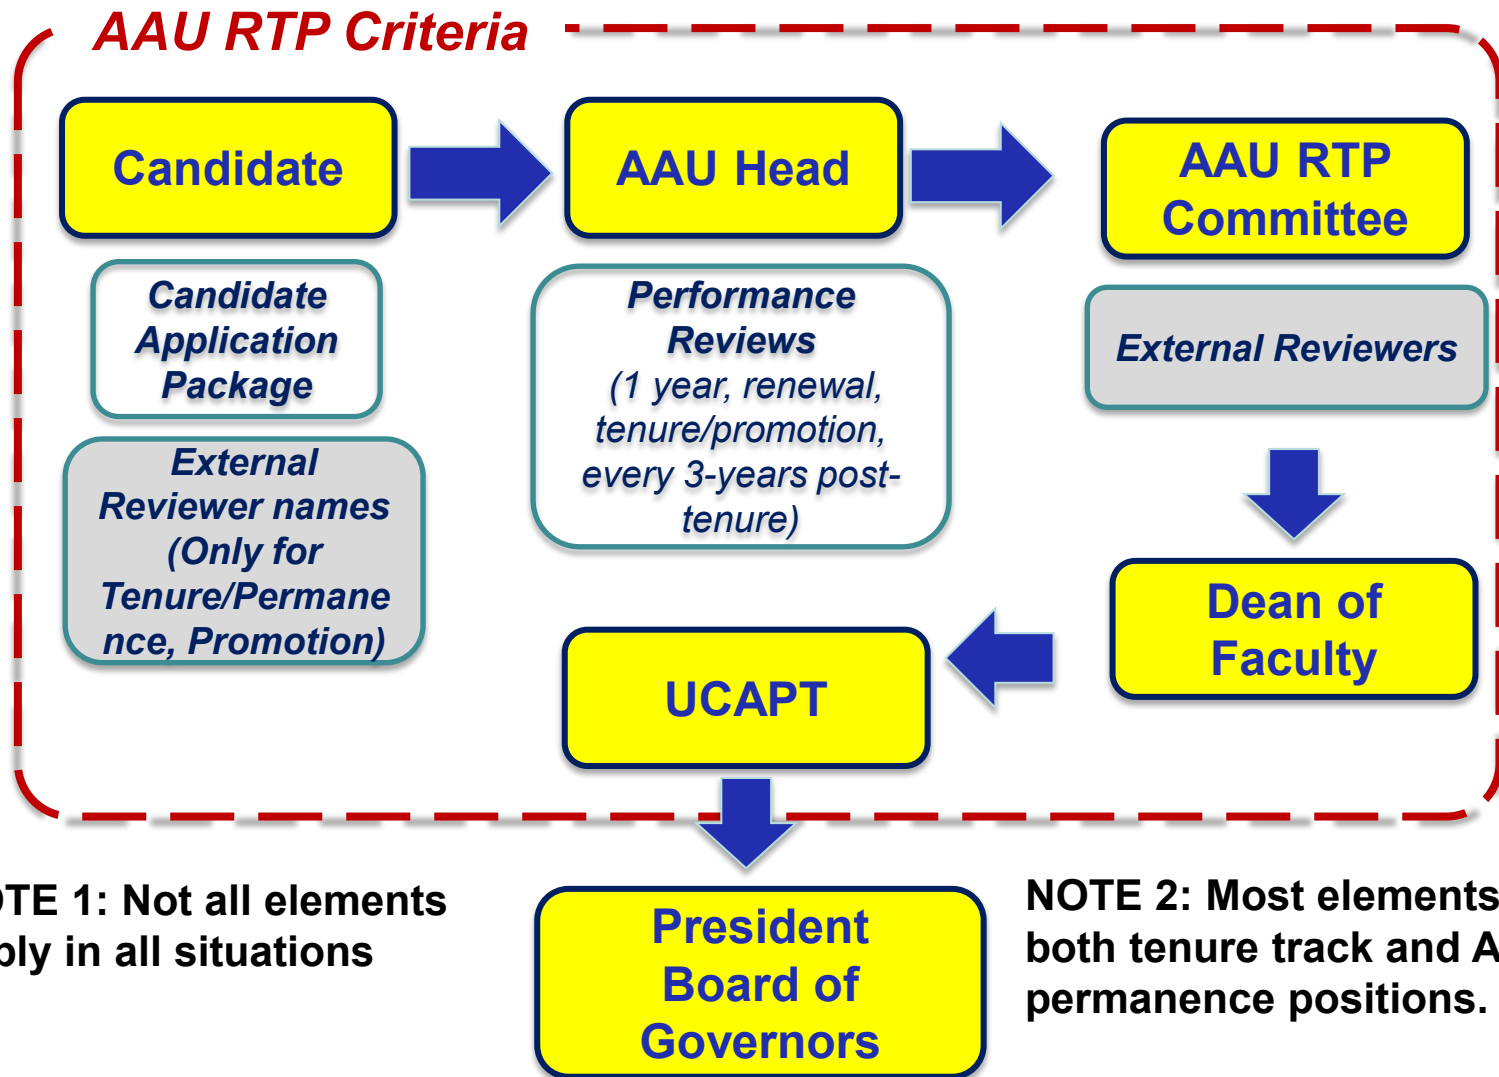 AAU RTP Criteria
Candidate
AAU Head
AAU RTP
Committee
Candidate
Application
Package
Performance
Reviews
(1 year, renewal,
tenure/promotion,
every 3-years post-
tenure)
External Reviewers
External
Reviewer names
(Only for
Tenure/Permane
nce, Promotion)
Dean of
Faculty
UCAPT
President
Board of
Governors
1: Not all elements
in all situations
NOTE 2: Most elements
both tenure track and
permanence positions.